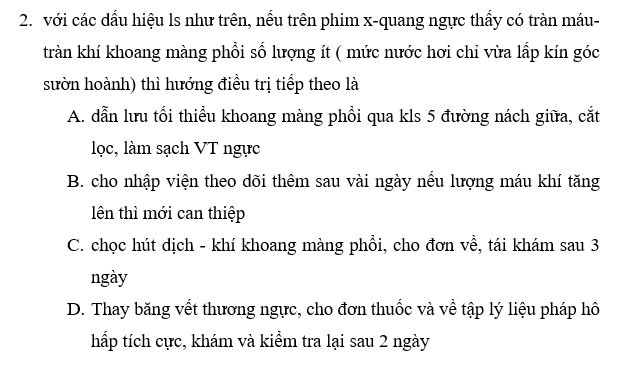 2. với các dấu hiệu ls như trên, nếu trên phim x-quang ngực thấy có tràn máu-
tràn khí khoang màng phổi số lượng ít ( mức nước hơi chỉ vừa lấp kín góc
sườn hoành) thì hướng điều trị tiếp theo là
A. dẫn lưu tối thiểu khoang màng phổi qua kls 5 đường nách giữa, cắt
lọc, làm sạch VT ngực
B. cho nhập viện theo dõi thêm sau vài ngày nếu lượng máu khí tăng
lên thì mới can thiệp
C. chọc hút dịch - khí khoang màng phổi, cho đơn về, tái khám sau 3
ngày
D. Thay băng vết thương ngực, cho đơn thuốc và về tập lý liệu pháp hô
hấp tích cực, khám và kiểm tra lại sau 2 ngày